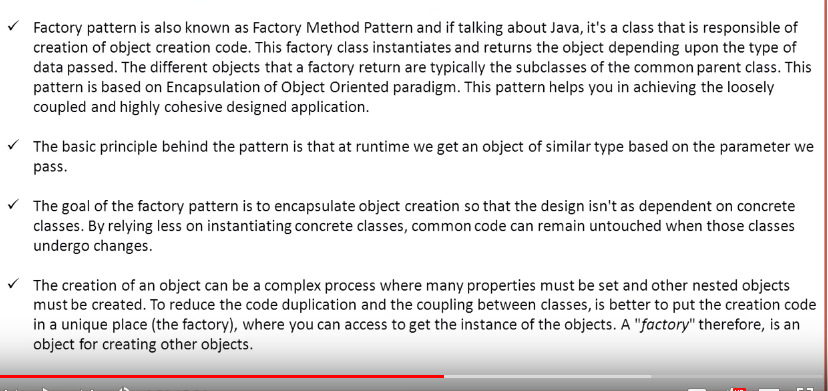 ✓ Factory pattern is also known as Factory Method Pattern and if talking about Java, it's a class that is responsible of
creation of object creation code. This factory class instantiates and returns the object depending upon the type of
data passed. The different objects that a factory return are typically the subclasses of the common parent class. This
pattern is based on Encapsulation of Object Oriented paradigm. This pattern helps you in achieving the loosely
coupled and highly cohesive designed application.
✓ The basic principle behind the pattern is that at runtime we get an object of similar type based on the parameter we
pass.
✓ The goal of the factory pattern is to encapsulate object creation so that the design isn't as dependent on concrete
classes. By relying less on instantiating concrete classes, common code can remain untouched when those classes
undergo changes.
✓ The creation of an object can be a complex process where many properties must be set and other nested objects
must be created. To reduce the code duplication and the coupling between classes, is better to put the creation code
in a unique place (the factory), where you can access to get the instance of the objects. A "factory" therefore, is an
object for creating other objects.